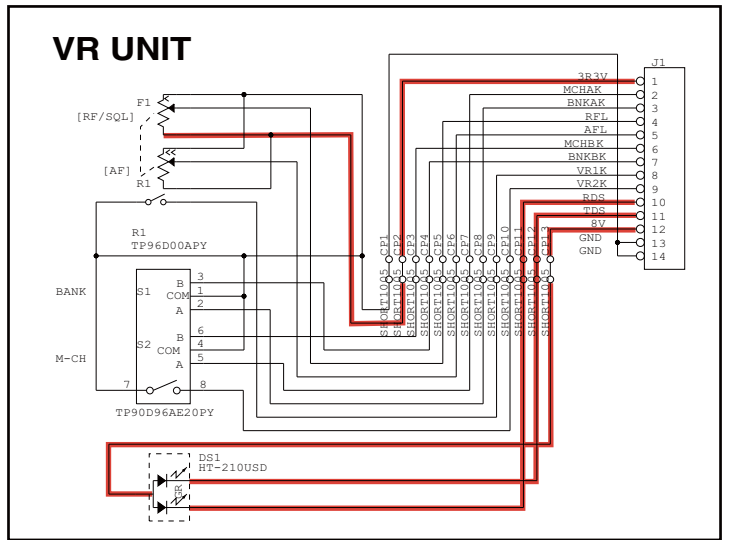 VR UNIT
J1
3R3V 1
MCHAK 2
BNKAK 3
RFL 4
AFL 5
MCHBK 6
BNKBK 7
VR1K 8
VR2K 9
RDS 10
TDS 11
8V 12
GND 13
GND 14
F1
[RF/SQL]
[AF]
R1
R1
TP96D00APY
BANK
S1
B 3
COM 1
A 2
M-CH
S2
B 6
COM 4
A 5
7 8
TP90D96AE20PY
SHORT1005 CP1
SHORT1005 CP2
SHORT1005 CP3
SHORT1005 CP4
SHORT1005 CP5
SHORT1005 CP6
SHORT1005 CP7
SHORT1005 CP8
SHORT1005 CP9
SHORT1005 CP10
SHORT1005 CP11
SHORT1005 CP12
SHORT1005 CP13
DS1
HT-210USD
GR